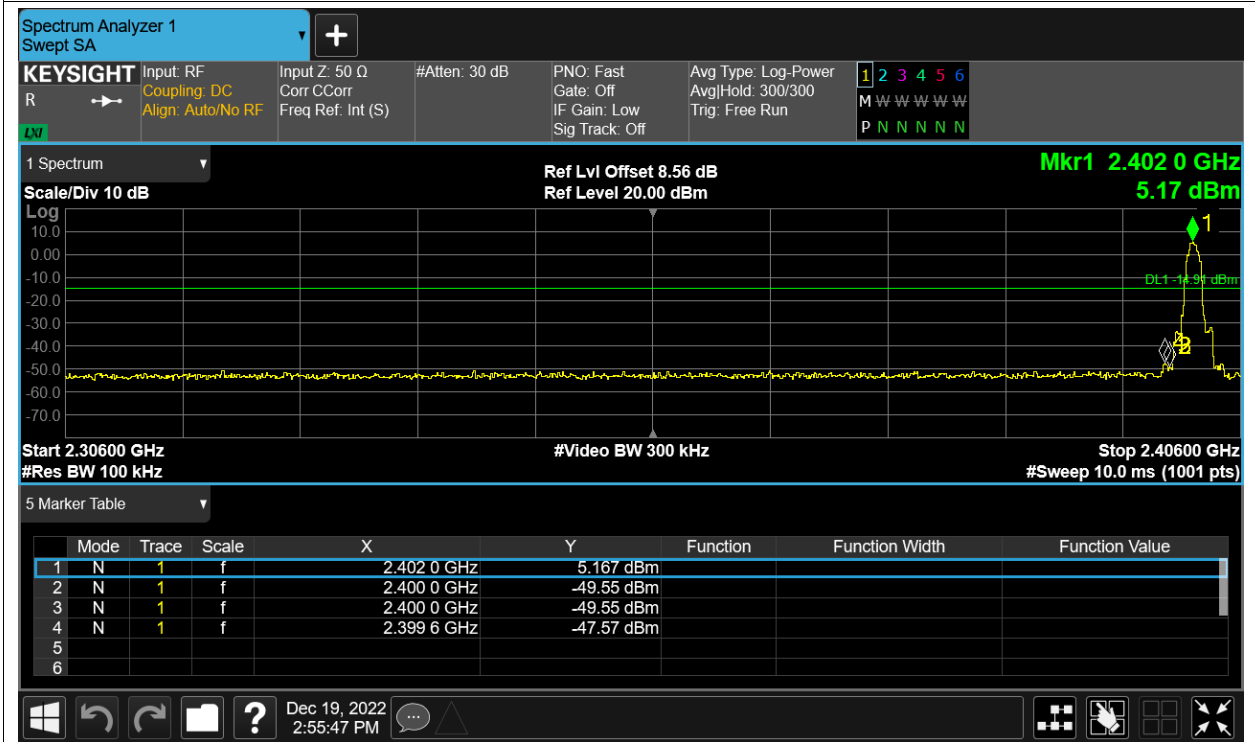 Spectrum Analyzer 1
Swept SA
+
KEYSIGHT Input: RF Input Z: 50 Ω #Atten: 30 dB PNO: Fast Avg Type: Log-Power 1 2 3 4 5 6
R Coupling: DC Corr CCorr Gate: Off Avg|Hold: 300/300 M W W W W W
Align: Auto/No RF Freq Ref: Int (S) IF Gain: Low Trig: Free Run
LXI Sig Track: Off P N N N N N
1 Spectrum Ref Lvl Offset 8.56 dB Mkr1 2.402 0 GHz
Scale/Div 10 dB Ref Level 20.00 dBm 5.17 dBm
Log
1
10.0
0.00
-10.0
DL1 -14.91 dBm
-20.0
-30.0
-40.0
-50.0
-60.0
-70.0
Start 2.30600 GHz #Video BW 300 kHz Stop 2.40600 GHz
#Res BW 100 kHz #Sweep 10.0 ms (1001 pts)
5 Marker Table
Mode Trace Scale X Y Function Function Width Function Value
1 N 1 f 2.402 0 GHz 5.167 dBm
2 N 1 f 2.400 0 GHz -49.55 dBm
3 N 1 f 2.400 0 GHz -49.55 dBm
4 N 1 f 2.399 6 GHz -47.57 dBm
5
6
? Dec 19, 2022
2:55:47 PM